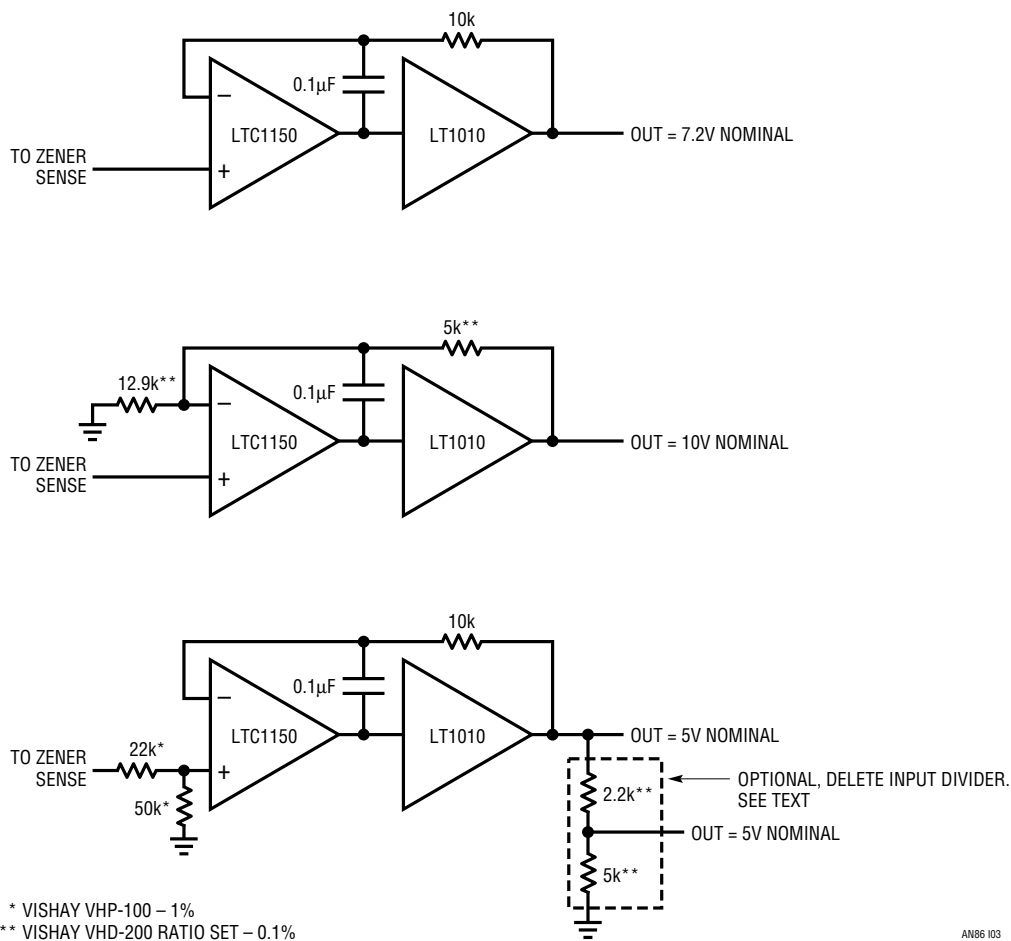 10k
0.1µF
−
LTC1150
LT1010
OUT = 7.2V NOMINAL
TO ZENER
SENSE
+
5k**
12.9k**
0.1µF
−
LTC1150
LT1010
OUT = 10V NOMINAL
TO ZENER
SENSE
+
10k
0.1µF
−
LTC1150
LT1010
OUT = 5V NOMINAL
TO ZENER
SENSE
22k*
+
50k*
2.2k**
OPTIONAL, DELETE INPUT DIVIDER.
SEE TEXT
OUT = 5V NOMINAL
5k**
* VISHAY VHP-100 – 1%
** VISHAY VHD-200 RATIO SET – 0.1%
AN86 I03